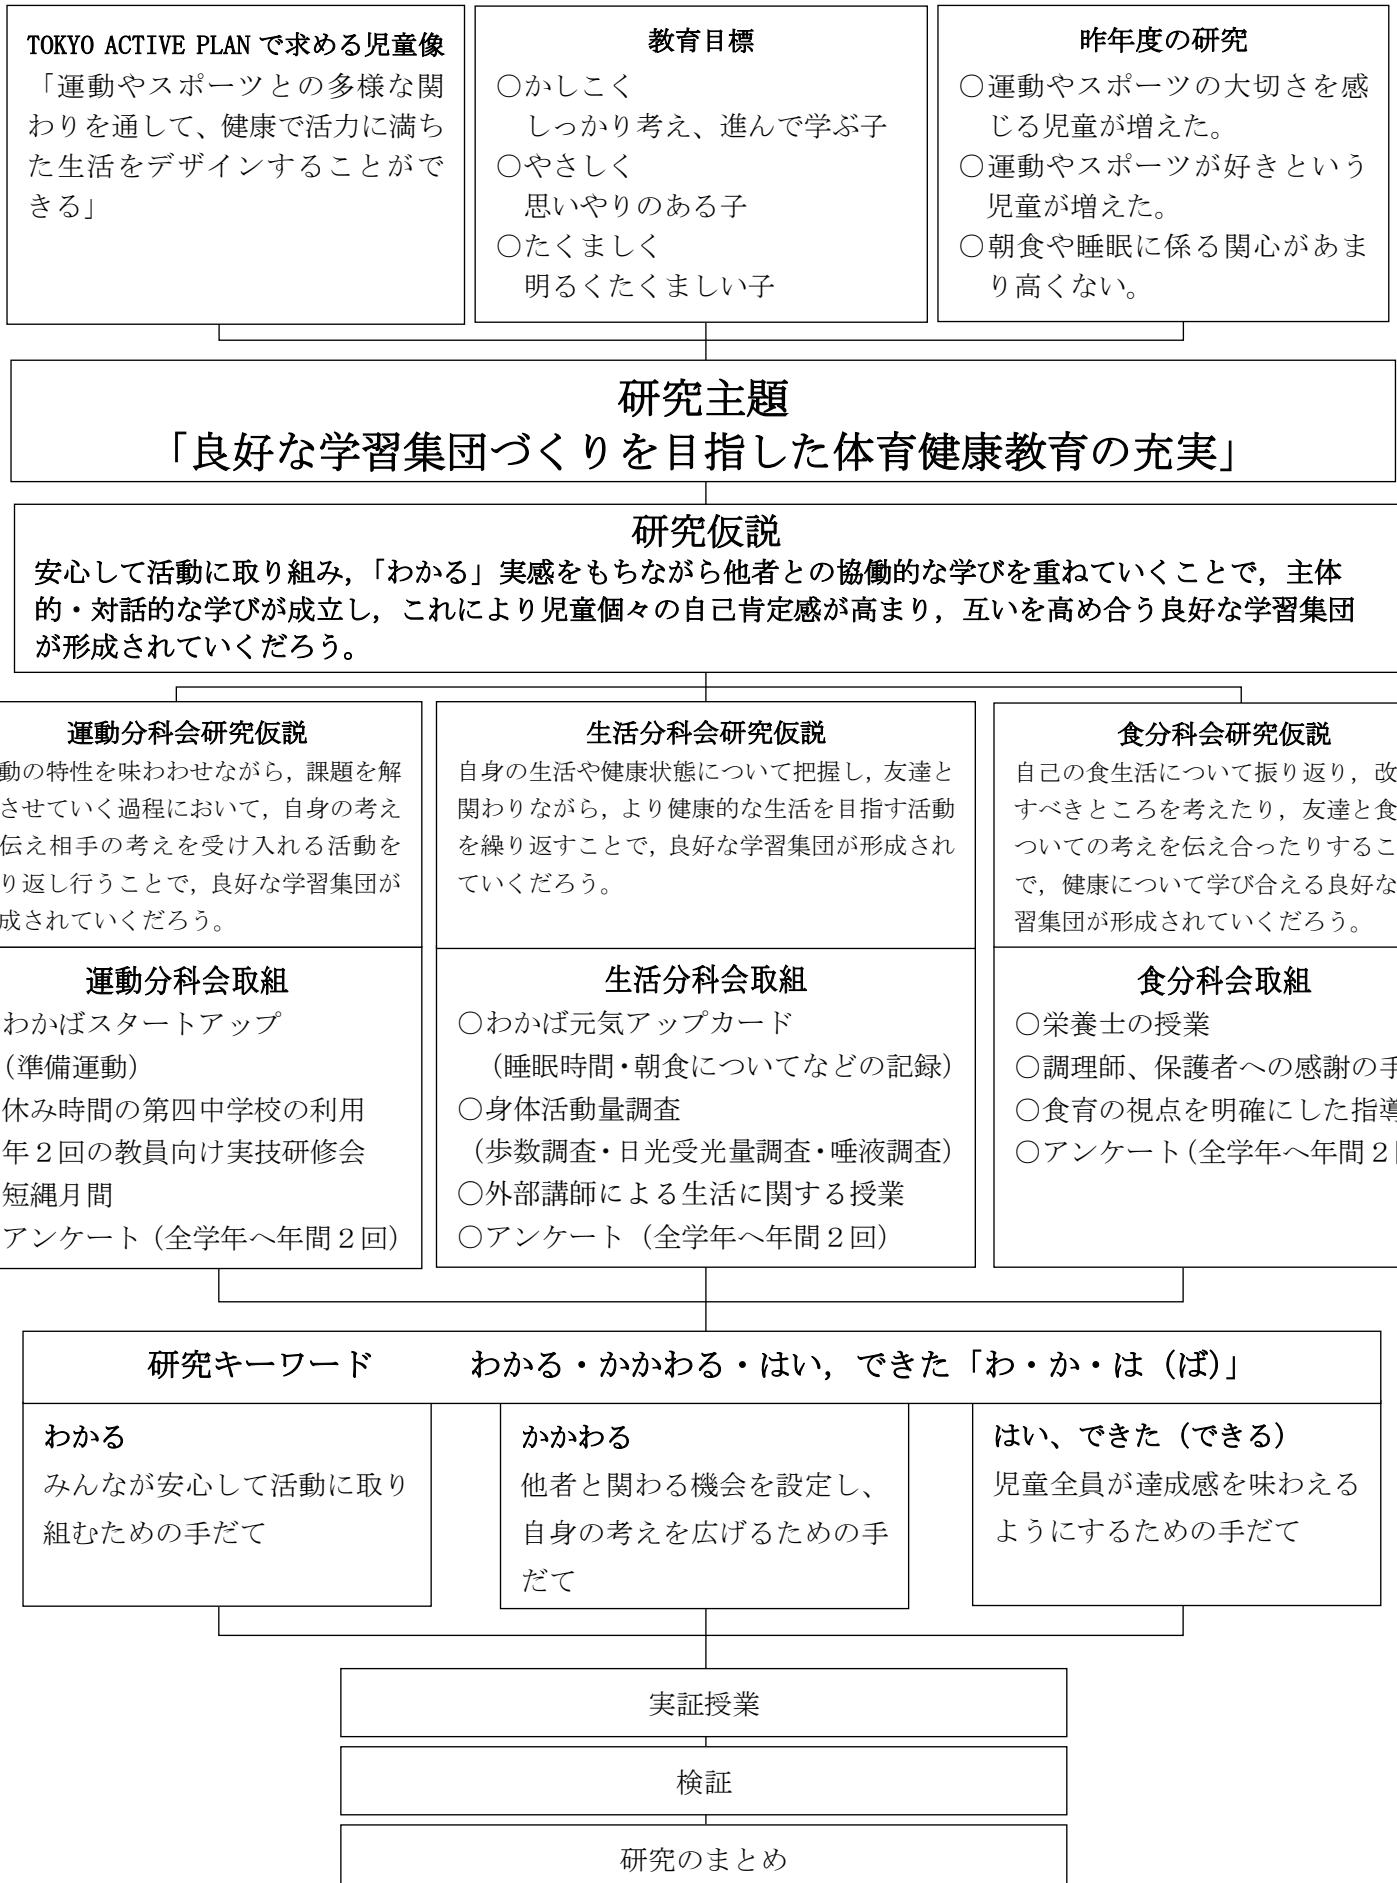 TOKYO ACTIVE PLAN で求める児童像
「運動やスポーツとの多様な関
わりを通して、健康で活力に満ち
た生活をデザインすることがで
きる」
教育目標
○かしこく
しっかり考え、進んで学ぶ子
○やさしく
思いやりのある子
○たくましく
明るくたくましい子
昨年度の研究
○運動やスポーツの大切さを感
じる児童が増えた。
○運動やスポーツが好きという
児童が増えた。
○朝食や睡眠に係る関心があま
り高くない。
研究主題
「良好な学習集団づくりを目指した体育健康教育の充実」
研究仮説
安心して活動に取り組み，「わかる」実感をもちながら他者との協働的な学びを重ねていくことで，主体
的・対話的な学びが成立し，これにより児童個々の自己肯定感が高まり，互いを高め合う良好な学習集団
が形成されていくだろう。
運動分科会研究仮説
動の特性を味わわせながら，課題を解
させていく過程において，自身の考え
伝え相手の考えを受け入れる活動を
り返し行うことで，良好な学習集団が
成されていくだろう。
生活分科会研究仮説
自身の生活や健康状態について把握し，友達と
関わりながら，より健康的な生活を目指す活動
を繰り返すことで，良好な学習集団が形成され
ていくだろう。
食分科会研究仮説
自己の食生活について振り返り，改
すべきところを考えたり，友達と食
ついての考えを伝え合ったりするこ
で，健康について学び合える良好な
習集団が形成されていくだろう。
運動分科会取組
わかばスタートアップ
（準備運動）
休み時間の第四中学校の利用
年２回の教員向け実技研修会
短縄月間
アンケート（全学年へ年間２回）
生活分科会取組
○わかば元気アップカード
（睡眠時間・朝食についてなどの記録）
○身体活動量調査
（歩数調査・日光受光量調査・唾液調査）
○外部講師による生活に関する授業
○アンケート（全学年へ年間２回）
食分科会取組
○栄養士の授業
○調理師、保護者への感謝の手
○食育の視点を明確にした指導
○アンケート（全学年へ年間２
研究キーワード　　わかる・かかわる・はい，できた「わ・か・は（ば）」
わかる
みんなが安心して活動に取り
組むための手だて
かかわる
他者と関わる機会を設定し、
自身の考えを広げるための手
だて
はい、できた（できる）
児童全員が達成感を味わえる
ようにするための手だて
実証授業
検証
研究のまとめ